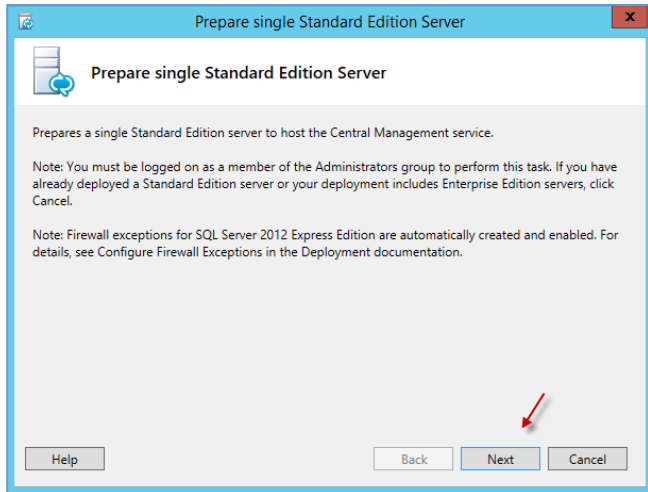 Prepare single Standard Edition Server
x
Prepare single Standard Edition Server
Prepares a single Standard Edition server to host the Central Management service.
Note: You must be logged on as a member of the Administrators group to perform this task. If you have
already deployed a Standard Edition server or your deployment includes Enterprise Edition servers, click
Cancel.
Note: Firewall exceptions for SQL Server 2012 Express Edition are automatically created and enabled. For
details, see Configure Firewall Exceptions in the Deployment documentation.
Help Back Next Cancel